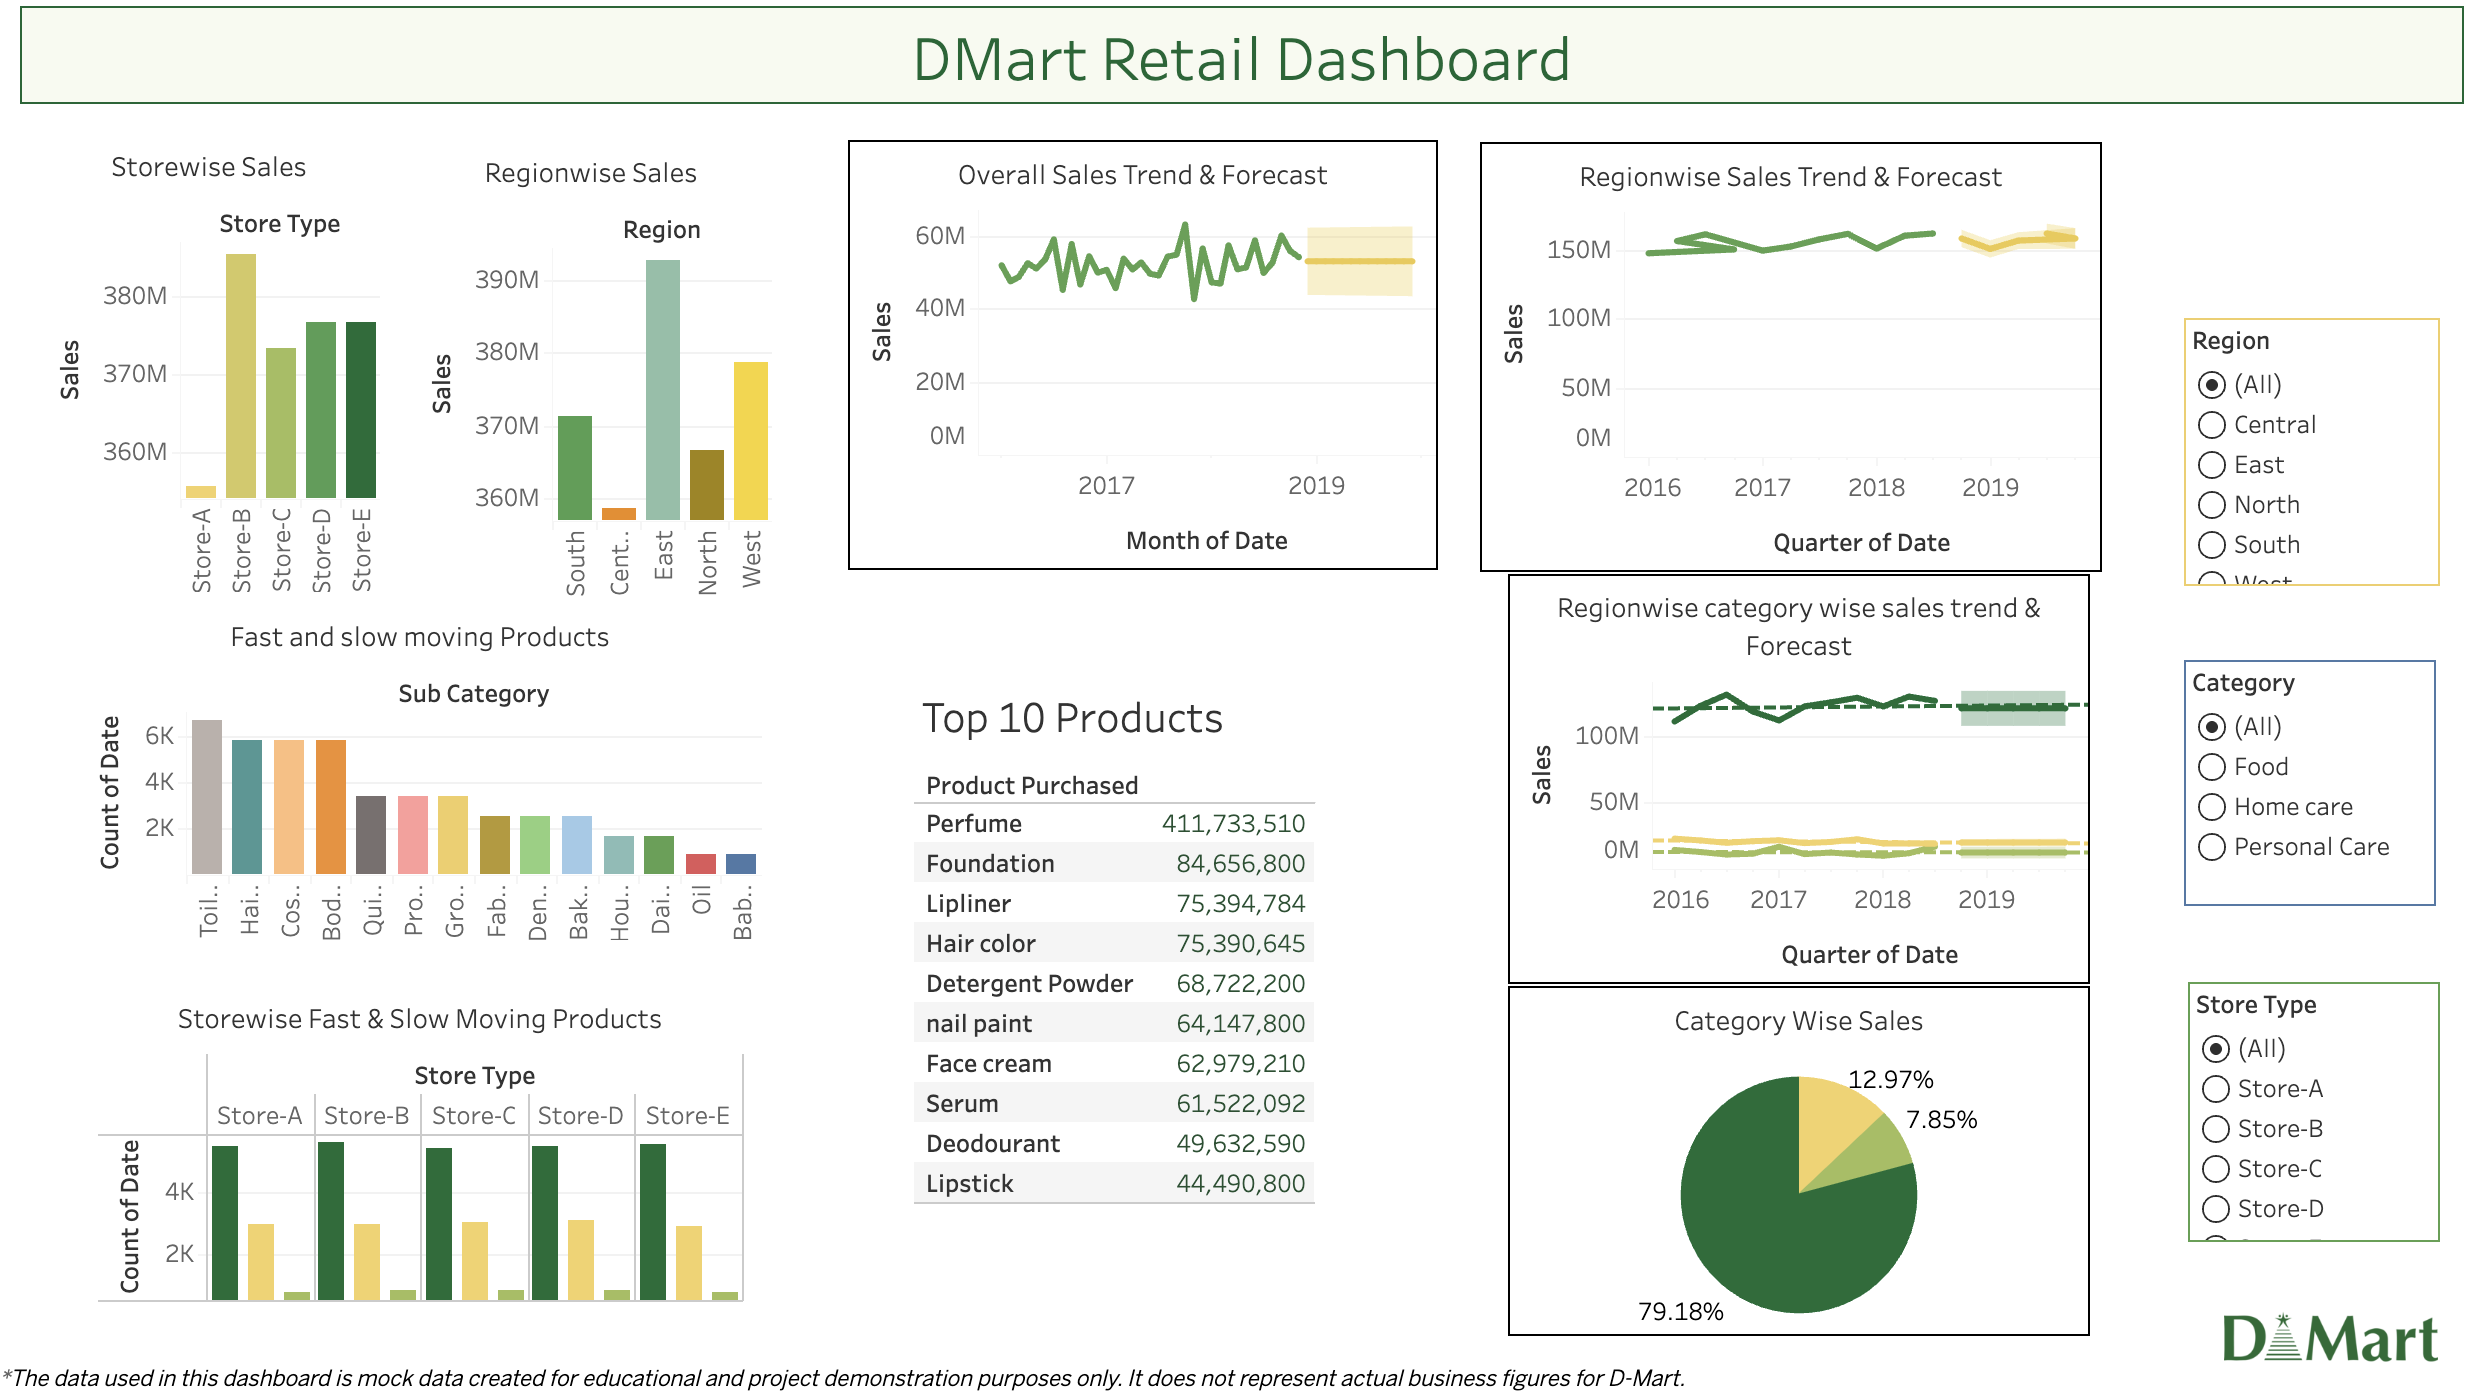 DMart Retail Dashboard
Storewise Sales
Store Type
Sales
380M
370M
360M
Store-A
Store-B
Store-C
Store-D
Store-E
Regionwise Sales
Region
Sales
390M
380M
370M
360M
South
Cent..
East
North
West
Overall Sales Trend & Forecast
Sales
60M
40M
20M
0M
2017 2019
Month of Date
Regionwise Sales Trend & Forecast
Sales
150M
100M
50M
0M
2016 2017 2018 2019
Quarter of Date
Region
(All)
Central
East
North
South
West
Fast and slow moving Products
Sub Category
Count of Date
6K
4K
2K
Toil..
Hai..
Cos..
Bod..
Qui..
Pro..
Gro..
Fab..
Den..
Bak..
Hou..
Dai..
Oil
Bab..
Top 10 Products
Product Purchased
Perfume 411,733,510
Foundation 84,656,800
Lipliner 75,394,784
Hair color 75,390,645
Detergent Powder 68,722,200
nail paint 64,147,800
Face cream 62,979,210
Serum 61,522,092
Deodourant 49,632,590
Lipstick 44,490,800
Regionwise category wise sales trend &
Forecast
Sales
100M
50M
0M
2016 2017 2018 2019
Quarter of Date
Category
(All)
Food
Home care
Personal Care
Storewise Fast & Slow Moving Products
Store Type
Store-A Store-B Store-C Store-D Store-E
Count of Date
4K
2K
Category Wise Sales
12.97%
7.85%
79.18%
Store Type
(All)
Store-A
Store-B
Store-C
Store-D
D Mart
*The data used in this dashboard is mock data created for educational and project demonstration purposes only. It does not represent actual business figures for D-Mart.